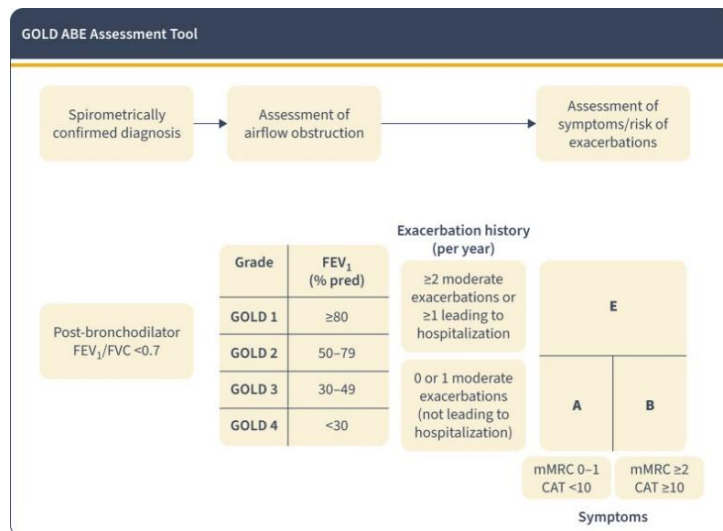 GOLD ABE Assessment Tool
Spirometrically
confirmed diagnosis
Assessment of
airflow obstruction
Assessment of
symptoms/risk of
exacerbations
Post-bronchodilator
FEV₁/FVC <0.7
Grade
FEV₁
(% pred)
GOLD 1
≥80
GOLD 2
50–79
GOLD 3
30–49
GOLD 4
<30
Exacerbation history
(per year)
≥2 moderate
exacerbations or
≥1 leading to
hospitalization
0 or 1 moderate
exacerbations
(not leading to
hospitalization)
E
A
B
mMRC 0–1
CAT <10
mMRC ≥2
CAT ≥10
Symptoms